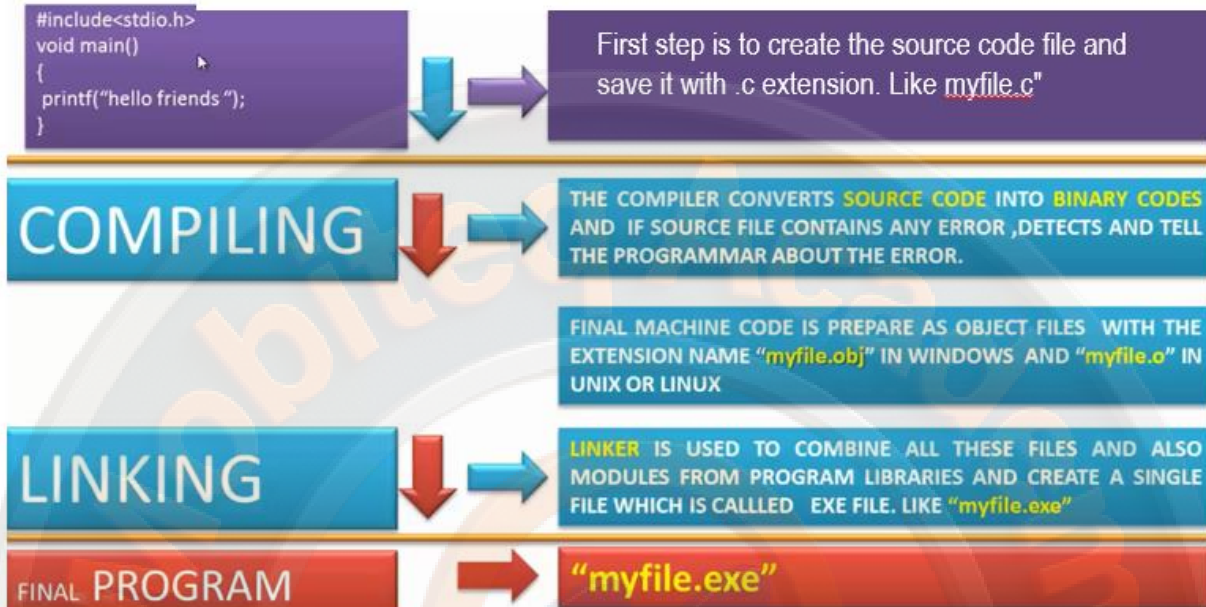 #include<stdio.h>
void main()
{
printf("hello friends ");
}
First step is to create the source code file and
save it with .c extension. Like myfile.c"
COMPILING
THE COMPILER CONVERTS SOURCE CODE INTO BINARY CODES
AND IF SOURCE FILE CONTAINS ANY ERROR ,DETECTS AND TELL
THE PROGRAMMAR ABOUT THE ERROR.
FINAL MACHINE CODE IS PREPARE AS OBJECT FILES WITH THE
EXTENSION NAME “myfile.obj” IN WINDOWS AND “myfile.o” IN
UNIX OR LINUX
LINKING
LINKER IS USED TO COMBINE ALL THESE FILES AND ALSO
MODULES FROM PROGRAM LIBRARIES AND CREATE A SINGLE
FILE WHICH IS CALLLED EXE FILE. LIKE “myfile.exe”
FINAL PROGRAM
“myfile.exe”